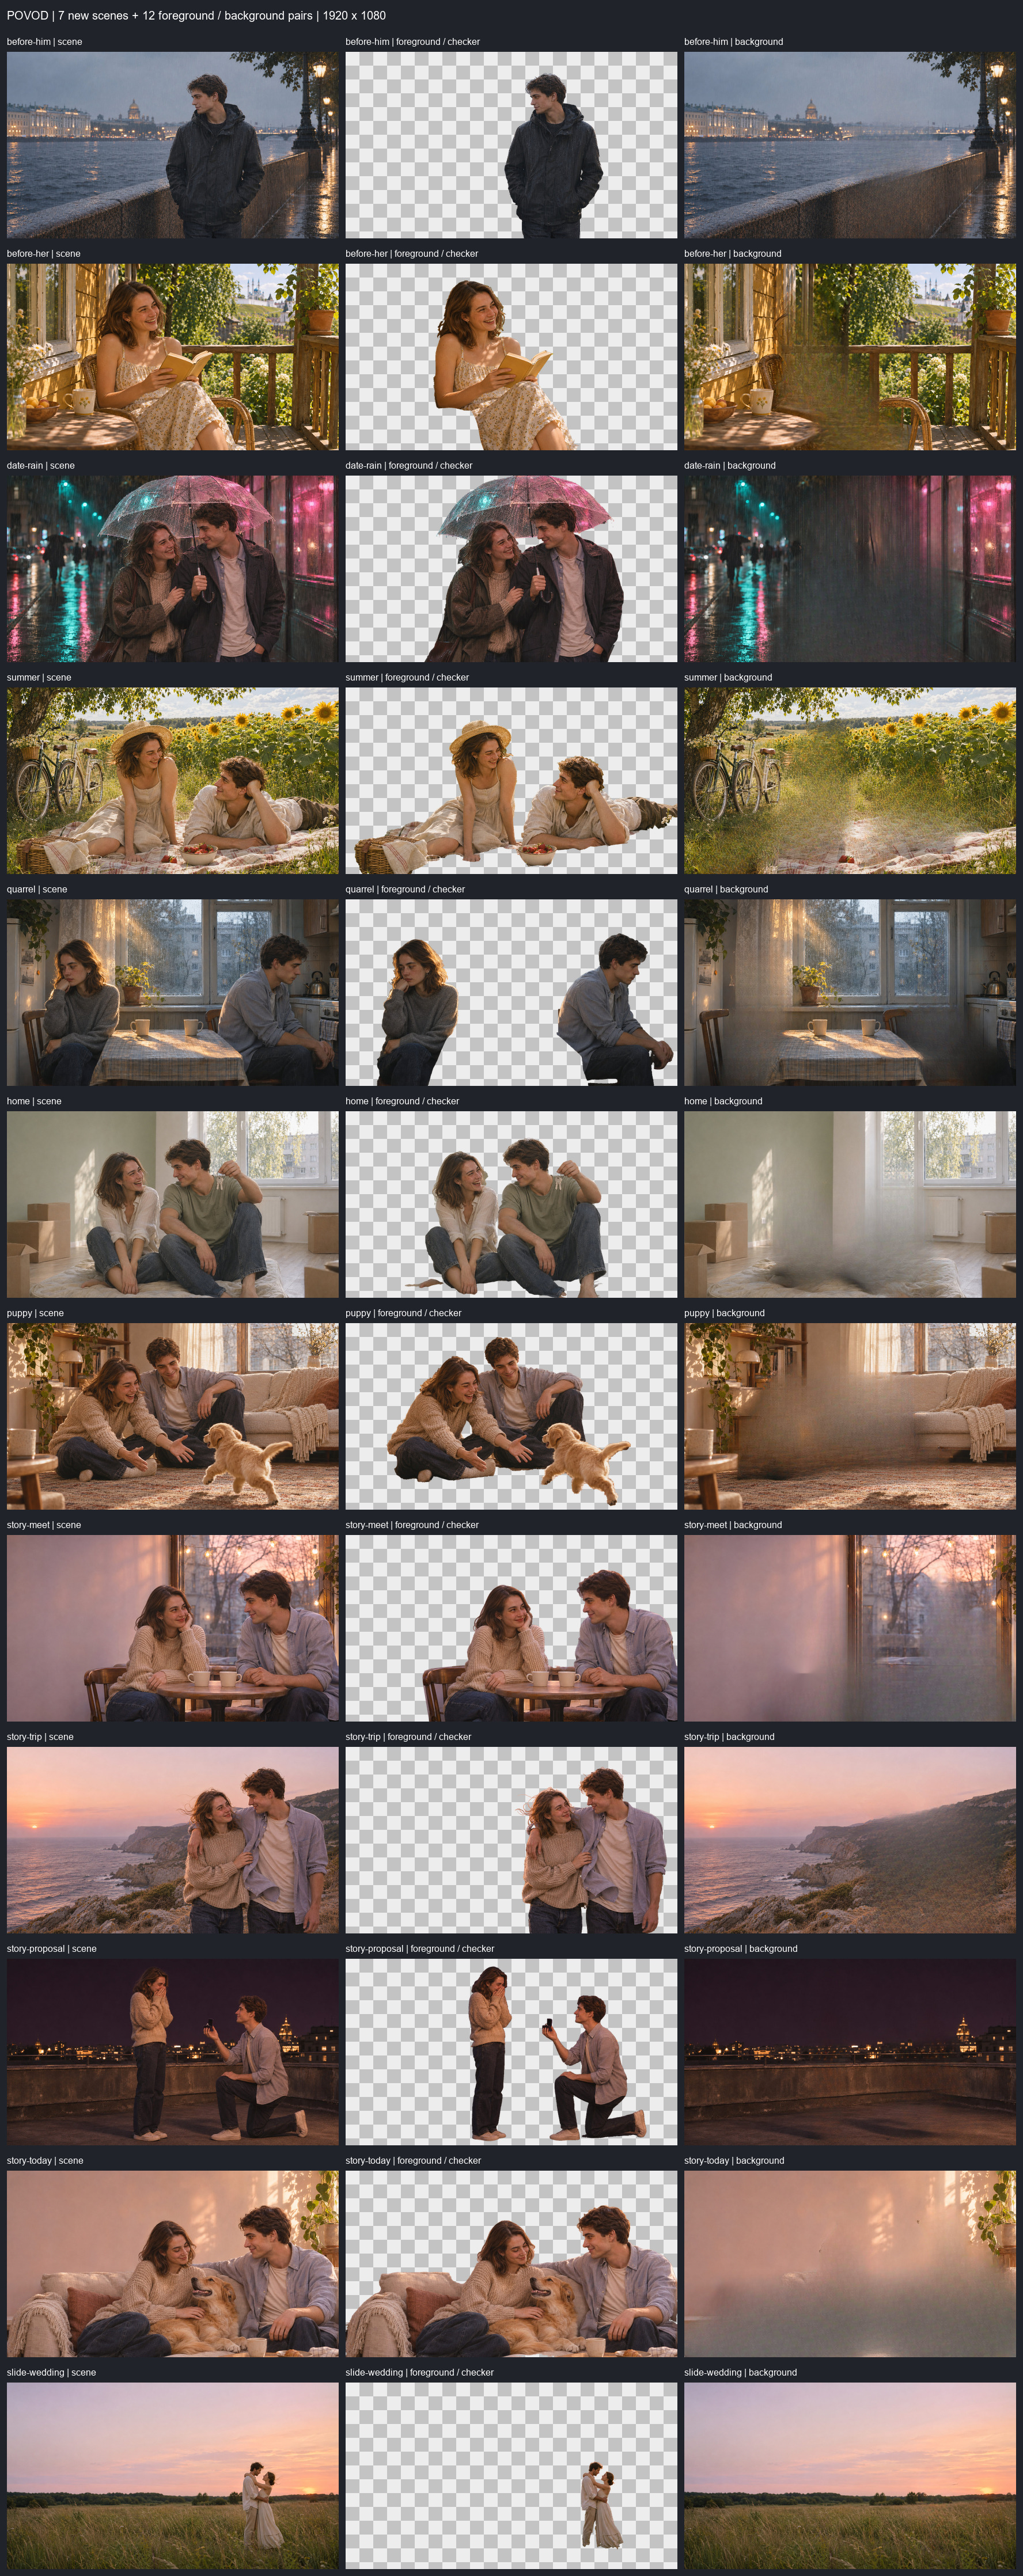 POVOD | 7 new scenes + 12 foreground / background pairs | 1920 x 1080
before-him | scene
before-him | foreground / checker
before-him | background
before-her | scene
before-her | foreground / checker
before-her | background
date-rain | scene
date-rain | foreground / checker
date-rain | background
summer | scene
summer | foreground / checker
summer | background
quarrel | scene
quarrel | foreground / checker
quarrel | background
home | scene
home | foreground / checker
home | background
puppy | scene
puppy | foreground / checker
puppy | background
story-meet | scene
story-meet | foreground / checker
story-meet | background
story-trip | scene
story-trip | foreground / checker
story-trip | background
story-proposal | scene
story-proposal | foreground / checker
story-proposal | background
story-today | scene
story-today | foreground / checker
story-today | background
slide-wedding | scene
slide-wedding | foreground / checker
slide-wedding | background